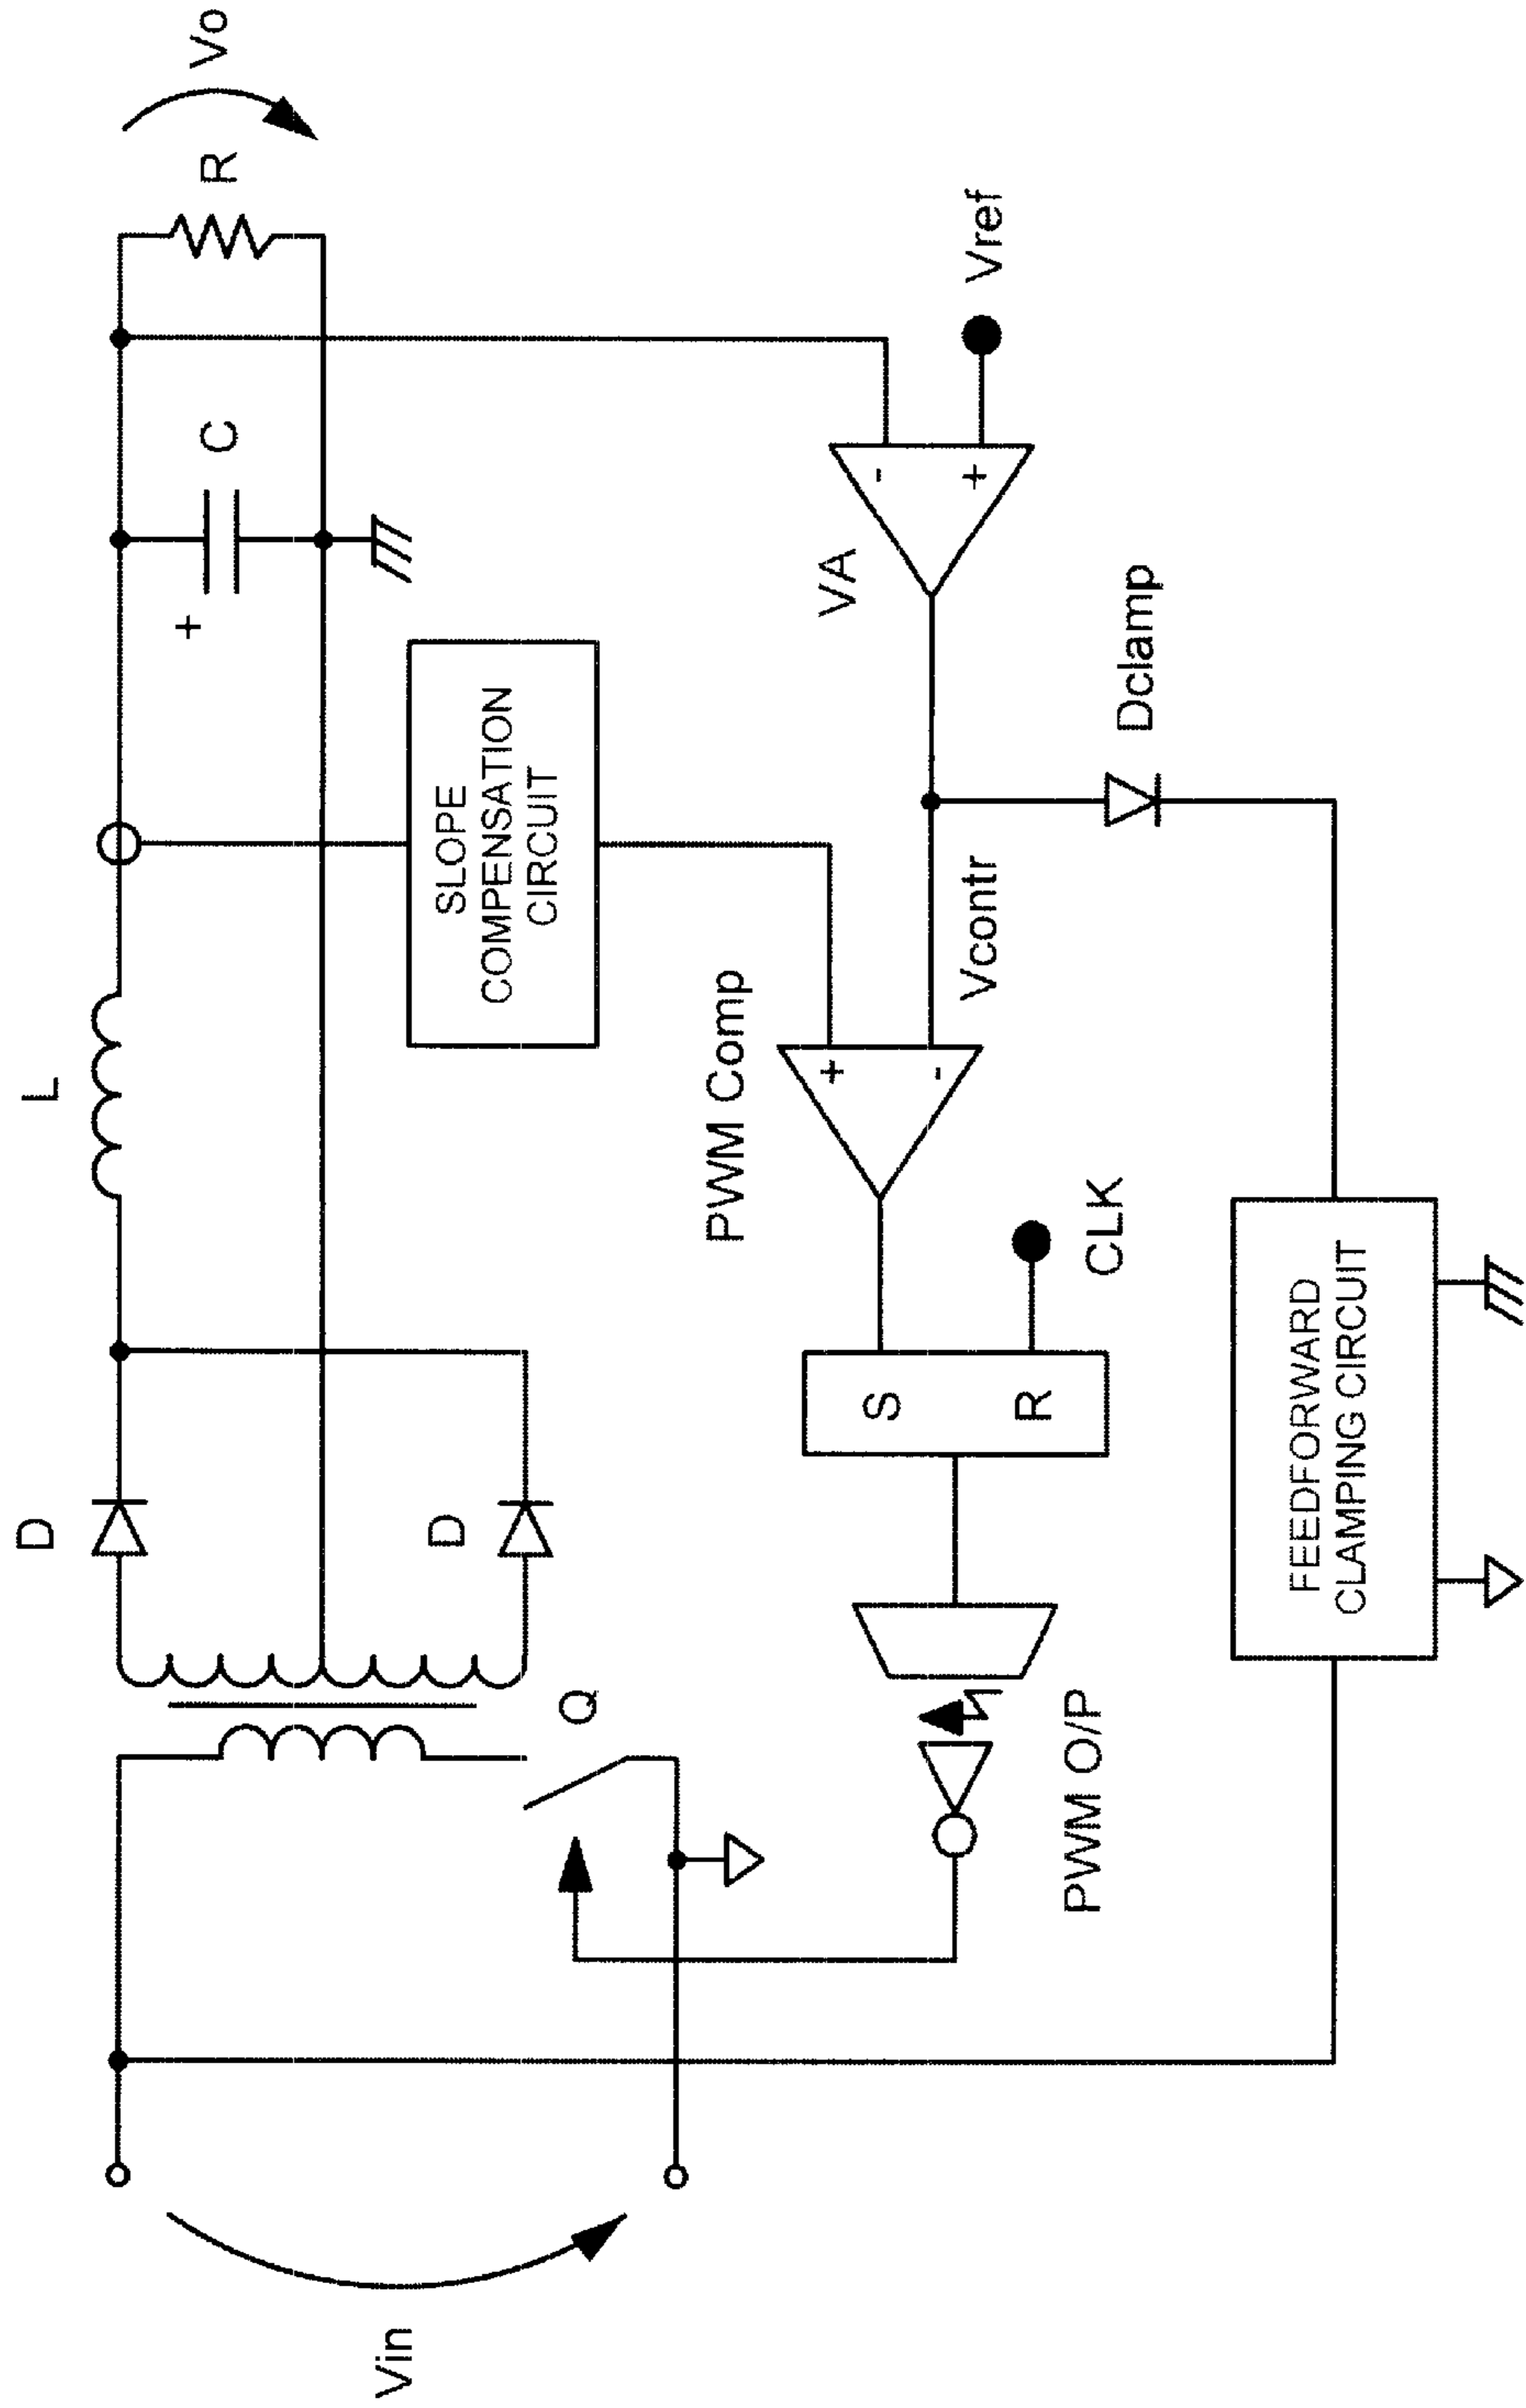 L
D
D
Q
Vin
+
C
R
Vo
SLOPE
COMPENSATION
CIRCUIT
PWM Comp
+
-
VA
-
+
Vref
Vcontr
Dclamp
S
R
CLK
PWM O/P
FEEDFORWARD
CLAMPING CIRCUIT